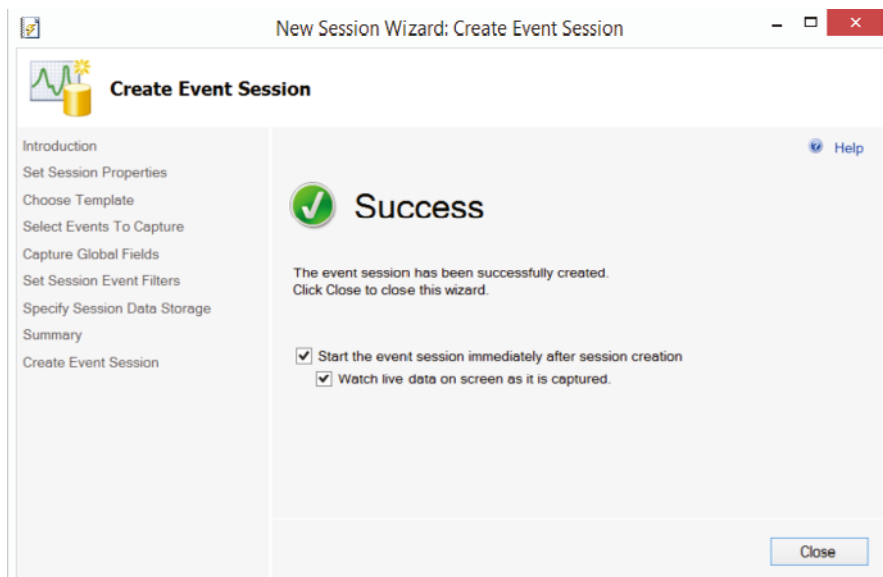 New Session Wizard: Create Event Session
Create Event Session
Introduction
Set Session Properties
Choose Template
Select Events To Capture
Capture Global Fields
Set Session Event Filters
Specify Session Data Storage
Summary
Create Event Session
Help
Success
The event session has been successfully created.
Click Close to close this wizard.
Start the event session immediately after session creation
Watch live data on screen as it is captured.
Close